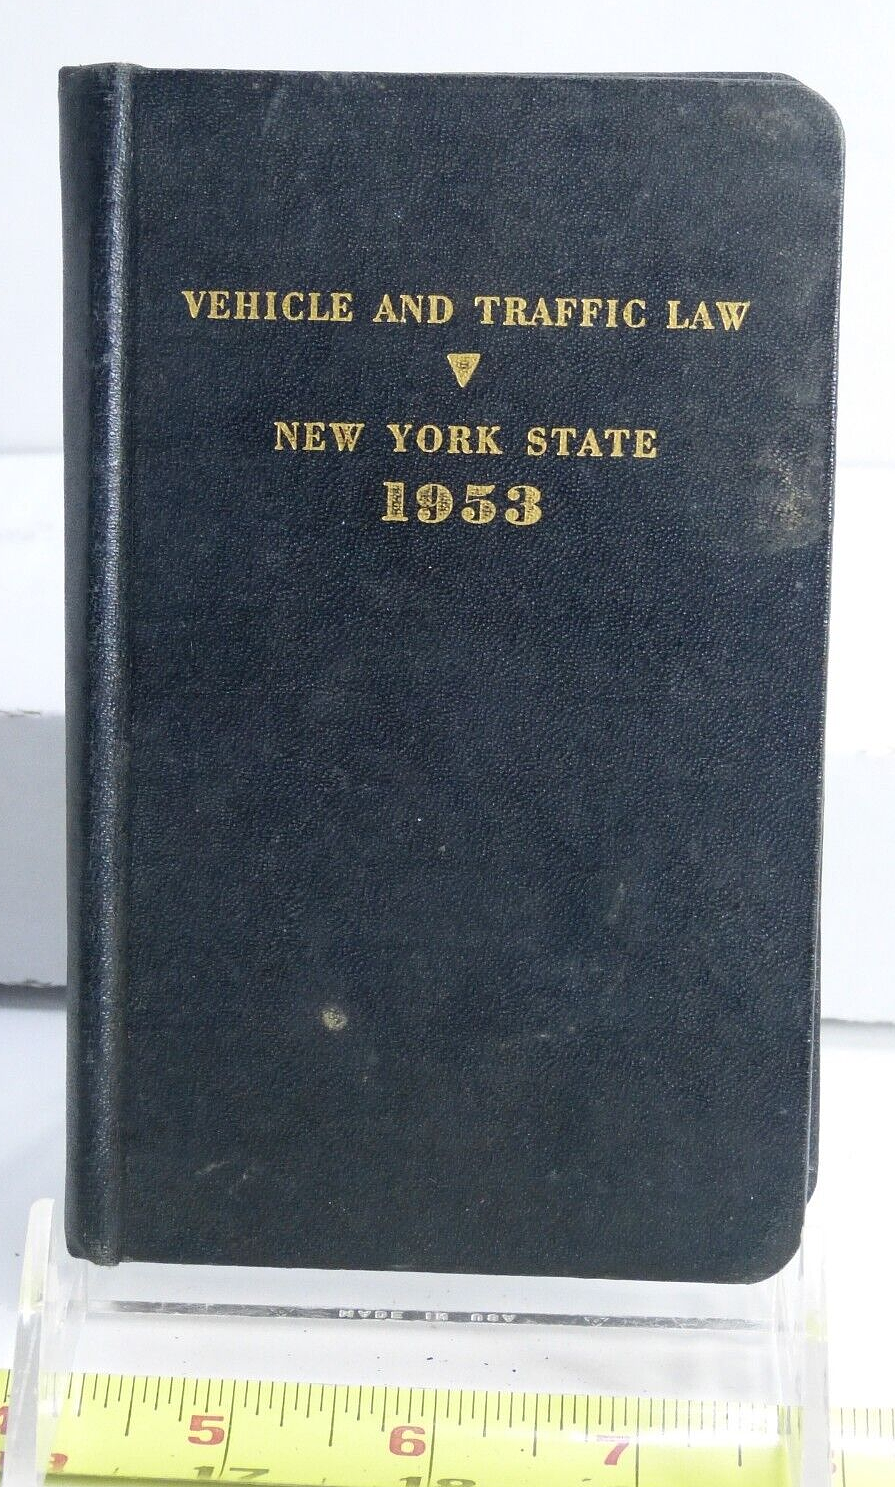 VEHICLE AND TRAFFIC LAW
NEW YORK STATE
1953
MADE IN USA
5 6 7
17 18